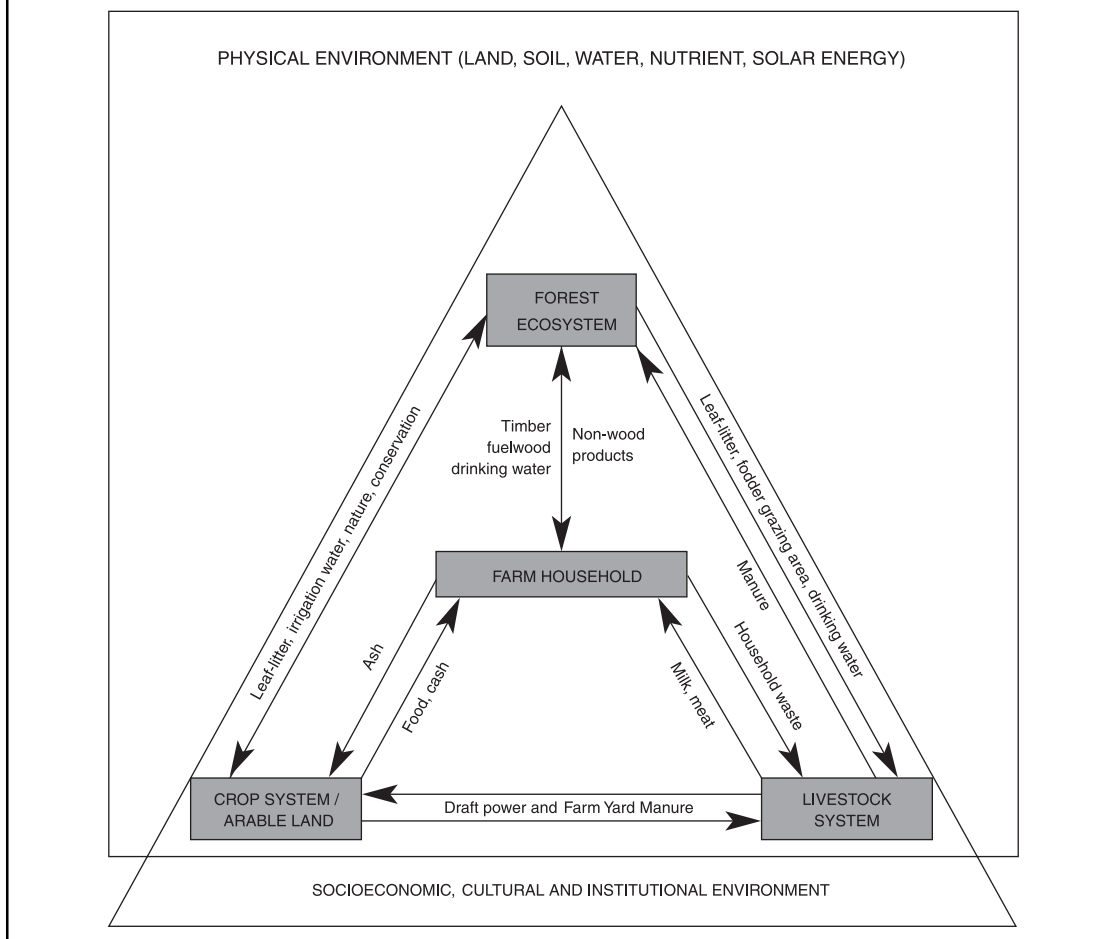 PHYSICAL ENVIRONMENT (LAND, SOIL, WATER, NUTRIENT, SOLAR ENERGY)
FOREST
ECOSYSTEM
Leaf-litter, irrigation water, nature, conservation
Timber
fuelwood
drinking water
Non-wood
products
Leaf-litter, fodder grazing area, drinking water
Manure
FARM HOUSEHOLD
Ash
Food, cash
Milk, meat
Household waste
CROP SYSTEM /
ARABLE LAND
Draft power and Farm Yard Manure
LIVESTOCK
SYSTEM
SOCIOECONOMIC, CULTURAL AND INSTITUTIONAL ENVIRONMENT